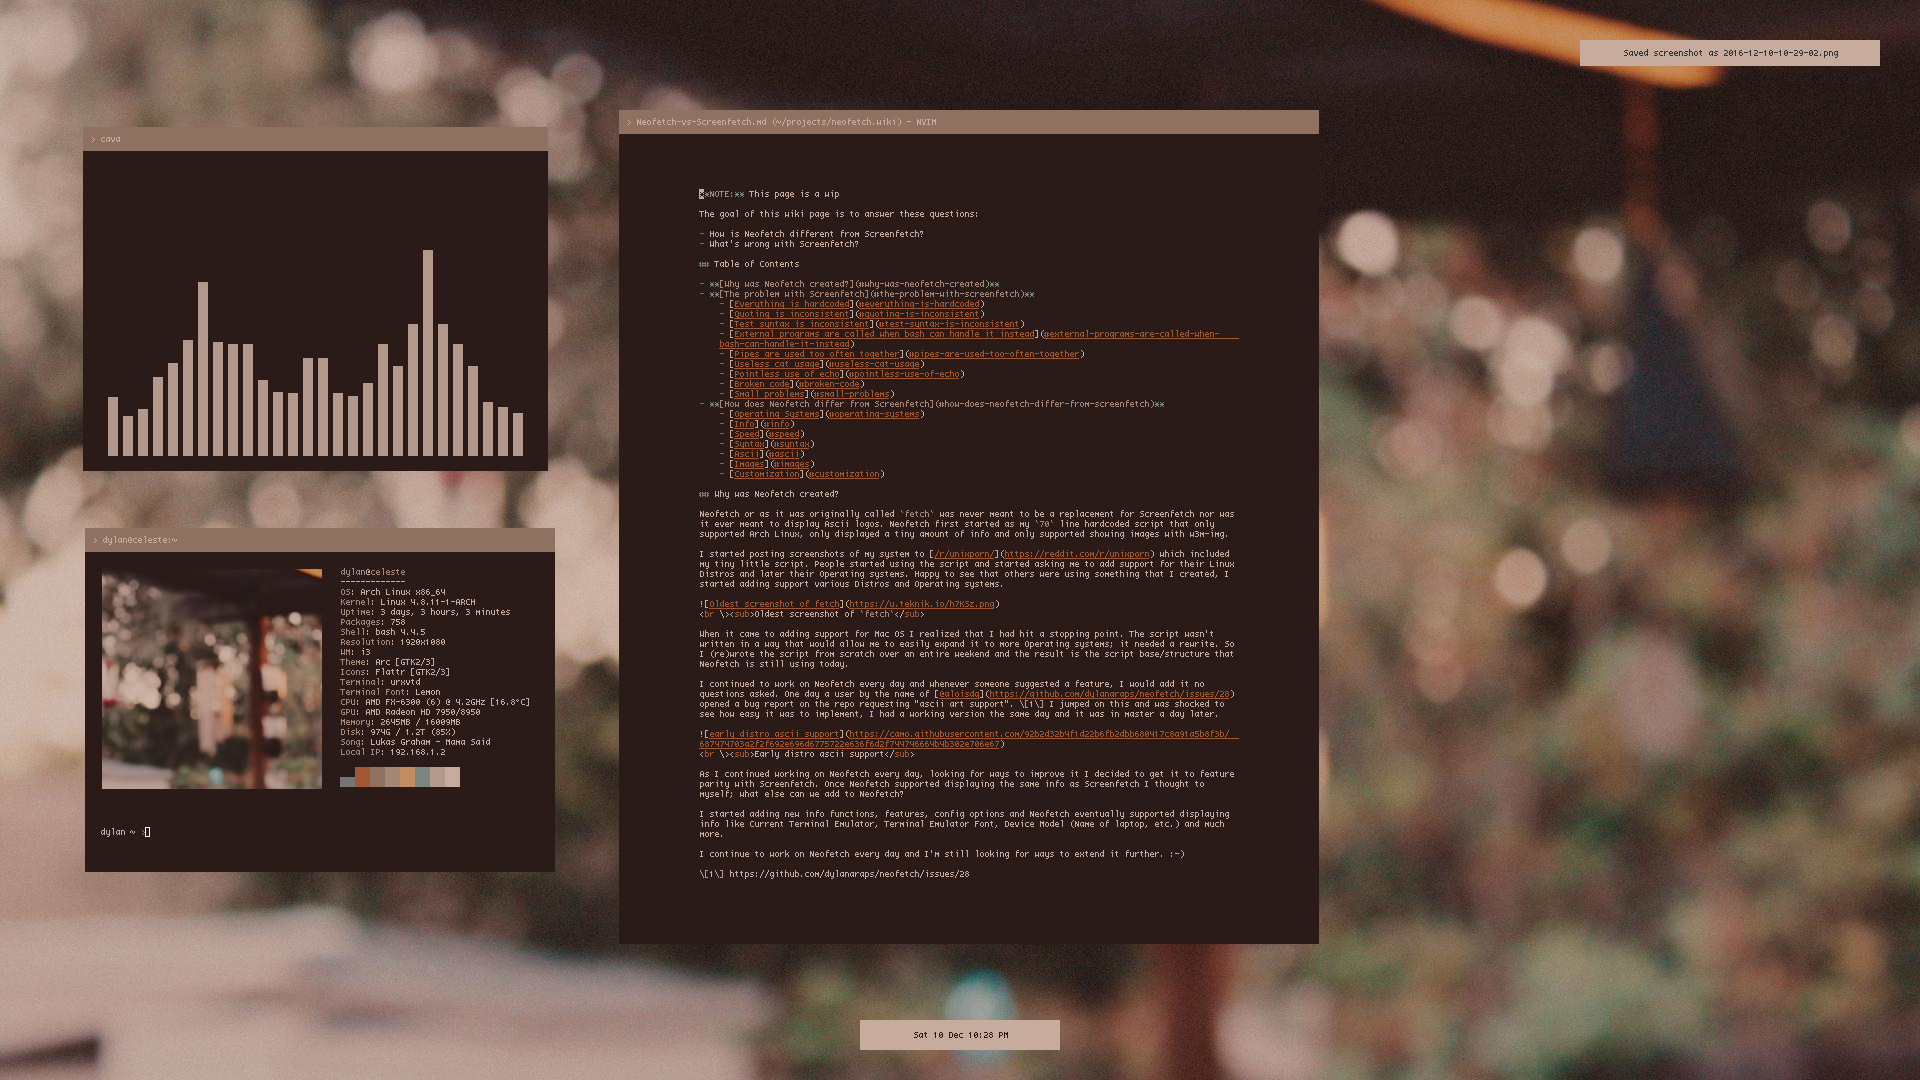 Saved screenshot as 2016-12-10-10-29-02.png
> cava
> dylan@celeste:~
dylan@celeste
-------------
OS: Arch Linux x86_64
Kernel: Linux 4.8.11-1-ARCH
Uptime: 3 days, 3 hours, 3 minutes
Packages: 758
Shell: bash 4.4.5
Resolution: 1920x1080
WM: i3
Theme: Arc [GTK2/3]
Icons: Flattr [GTK2/3]
Terminal: urxvtd
Terminal Font: Lemon
CPU: AMD FX-6300 (6) @ 4.2GHz [16.8°C]
GPU: AMD Radeon HD 7950/8950
Memory: 2645MB / 16009MB
Disk: 974G / 1.2T (85%)
Song: Lukas Graham - Mama Said
Local IP: 192.168.1.2
dylan ~ >
> Neofetch-vs-Screenfetch.md (~/projects/neofetch.wiki) - NVIM
**NOTE:** This page is a wip
The goal of this wiki page is to answer these questions:
- How is Neofetch different from Screenfetch?
- What's wrong with Screenfetch?
## Table of Contents
- **[Why was Neofetch created?](#why-was-neofetch-created)**
- **[The problem with Screenfetch](#the-problem-with-screenfetch)**
- [Everything is hardcoded](#everything-is-hardcoded)
- [Quoting is inconsistent](#quoting-is-inconsistent)
- [Test syntax is inconsistent](#test-syntax-is-inconsistent)
- [External programs are called when bash can handle it instead](#external-programs-are-called-when-
bash-can-handle-it-instead)
- [Pipes are used too often together](#pipes-are-used-too-often-together)
- [Useless cat usage](#useless-cat-usage)
- [Pointless use of echo](#pointless-use-of-echo)
- [Broken code](#broken-code)
- [Small problems](#small-problems)
- **[How does Neofetch differ from Screenfetch](#how-does-neofetch-differ-from-screenfetch)**
- [Operating Systems](#operating-systems)
- [Info](#info)
- [Speed](#speed)
- [Syntax](#syntax)
- [Ascii](#ascii)
- [Images](#images)
- [Customization](#customization)
## Why was Neofetch created?
Neofetch or as it was originally called `fetch` was never meant to be a replacement for Screenfetch nor was
it ever meant to display Ascii logos. Neofetch first started as my `70` line hardcoded script that only
supported Arch Linux, only displayed a tiny amount of info and only supported showing images with w3m-img.
I started posting screenshots of my system to [/r/unixporn/](https://reddit.com/r/unixporn) which included
my tiny little script. People started using the script and started asking me to add support for their Linux
Distros and later their Operating systems. Happy to see that others were using something that I created, I
started adding support various Distros and Operating systems.
![Oldest screenshot of fetch](https://u.teknik.io/h7KSz.png)
<br \><sub>Oldest screenshot of `fetch`</sub>
When it came to adding support for Mac OS I realized that I had hit a stopping point. The script wasn't
written in a way that would allow me to easily expand it to more Operating systems; it needed a rewrite. So
I (re)wrote the script from scratch over an entire weekend and the result is the script base/structure that
Neofetch is still using today.
I continued to work on Neofetch every day and whenever someone suggested a feature, I would add it no
questions asked. One day a user by the name of [@aloisdg](https://github.com/dylanaraps/neofetch/issues/28)
opened a bug report on the repo requesting "ascii art support". \[1\] I jumped on this and was shocked to
see how easy it was to implement, I had a working version the same day and it was in master a day later.
![early distro ascii support](https://camo.githubusercontent.com/92b2d32b4f1d22b6fb2dbb680417c8a91a5b8f3b/
687474703a2f2f692e696d6775722e636f6d2f744746664b4b302e706e67)
<br \><sub>Early distro ascii support</sub>
As I continued working on Neofetch every day, looking for ways to improve it I decided to get it to feature
parity with Screenfetch. Once Neofetch supported displaying the same info as Screenfetch I thought to
myself; what else can we add to Neofetch?
I started adding new info functions, features, config options and Neofetch eventually supported displaying
info like Current Terminal Emulator, Terminal Emulator Font, Device Model (Name of laptop, etc.) and much
more.
I continue to work on Neofetch every day and I'm still looking for ways to extend it further. :-)
\[1\] https://github.com/dylanaraps/neofetch/issues/28
Sat 10 Dec 10:28 PM